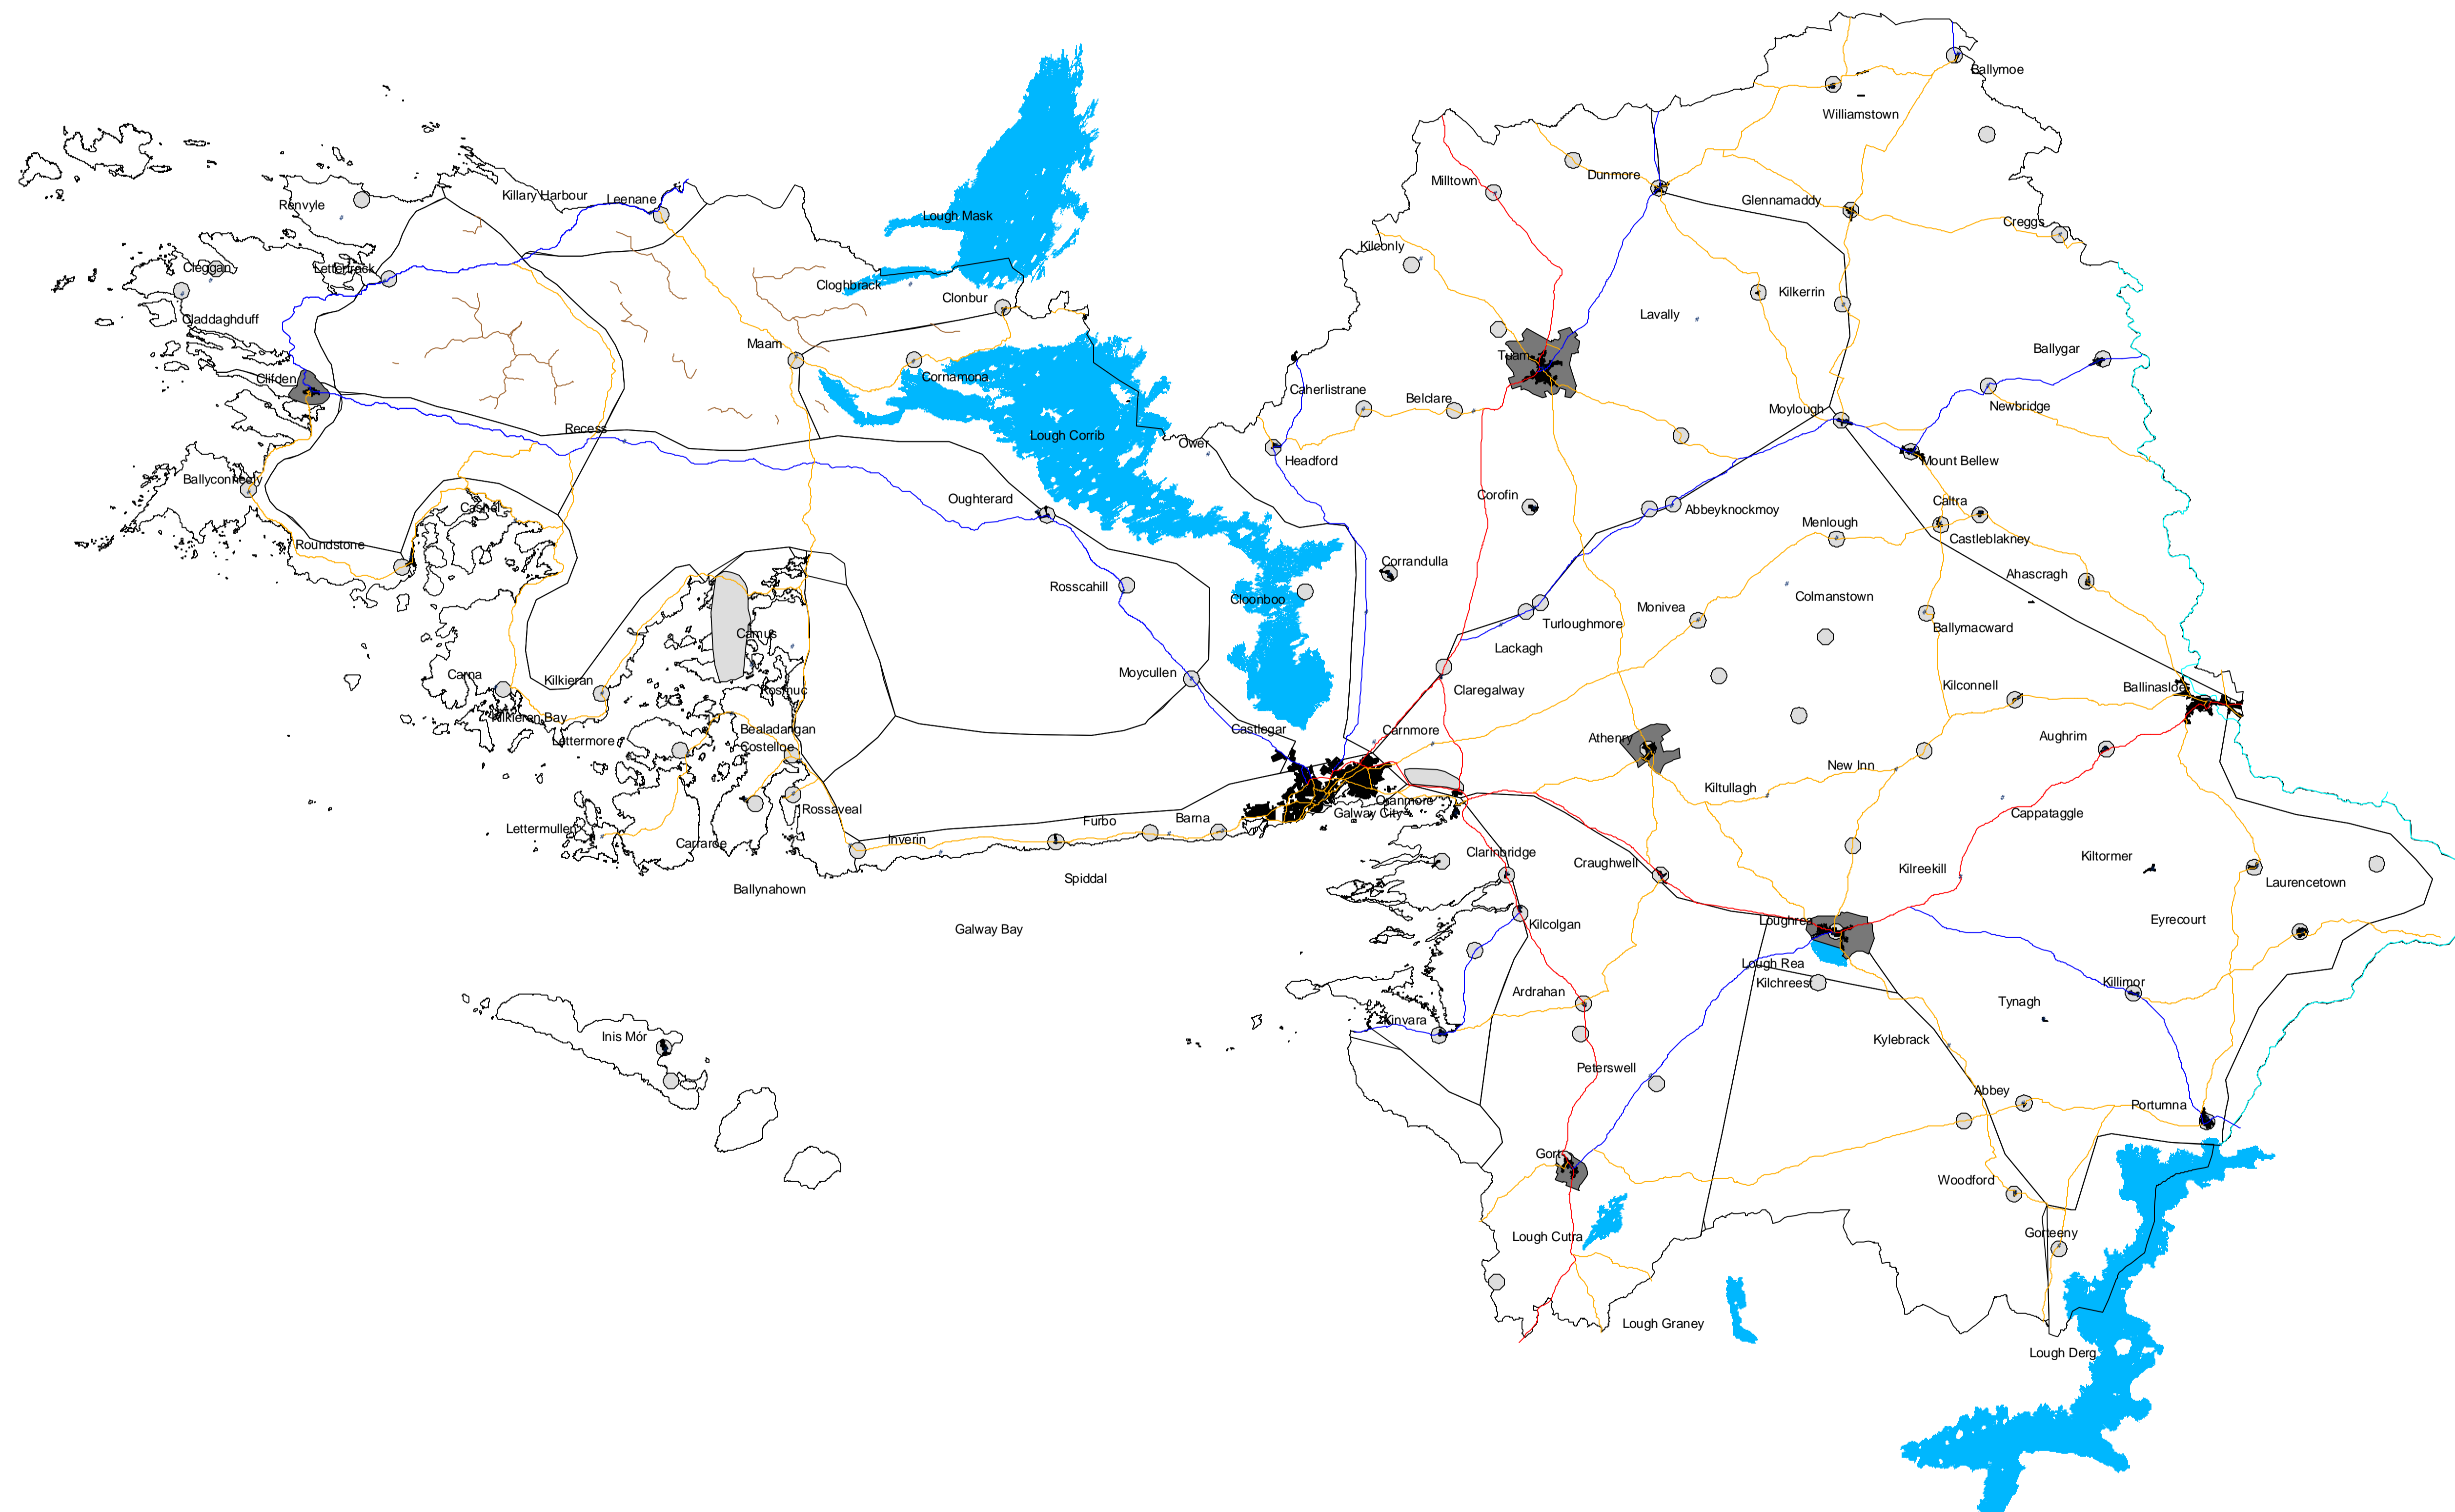 Ballymoe
Williamstown
Dunmore
Milltown
Glennamaddy
Creggs
Killary Harbour
Leenane
Renvyle
Lough Mask
Kilconly
Cleggan
Letterfrack
Cloghbrack
Clonbur
Kilkerrin
Lavally
Claddaghduff
Maam
Tuam
Ballygar
Clifden
Cornamona
Caherlistrane
Belclare
Moylough
Newbridge
Recess
Lough Corrib
Ower
Headford
Mount Bellew
Ballyconneely
Oughterard
Corofin
Caltra
Cashel
Abbeyknockmoy
Menlough
Castleblakney
Roundstone
Corrandulla
Ahascragh
Rosscahill
Cloonboo
Colmanstown
Monivea
Turloughmore
Ballymacward
Camus
Lackagh
Carna
Kilkieran
Moycullen
Rosmuc
Claregalway
Kilconnell
Ballinasloe
Kilkieren Bay
Bealadangan
Castlegar
Carnmore
Lettermore
Costelloe
Athenry
Aughrim
New Inn
Kiltullagh
Oranmore
Rossaveal
Galway City
Cappataggle
Lettermullen
Furbo
Barna
Carraroe
Inverin
Clarinbridge
Craughwell
Kiltormer
Kilreekill
Spiddal
Laurencetown
Ballynahown
Galway Bay
Kilcolgan
Loughrea
Eyrecourt
Lough Rea
Kilchreest
Killimor
Ardrahan
Tynagh
Kinvara
Inis Mór
Kylebrack
Peterswell
Abbey
Portumna
Gort
Woodford
Lough Cutra
Gorteeny
Lough Graney
Lough Derg